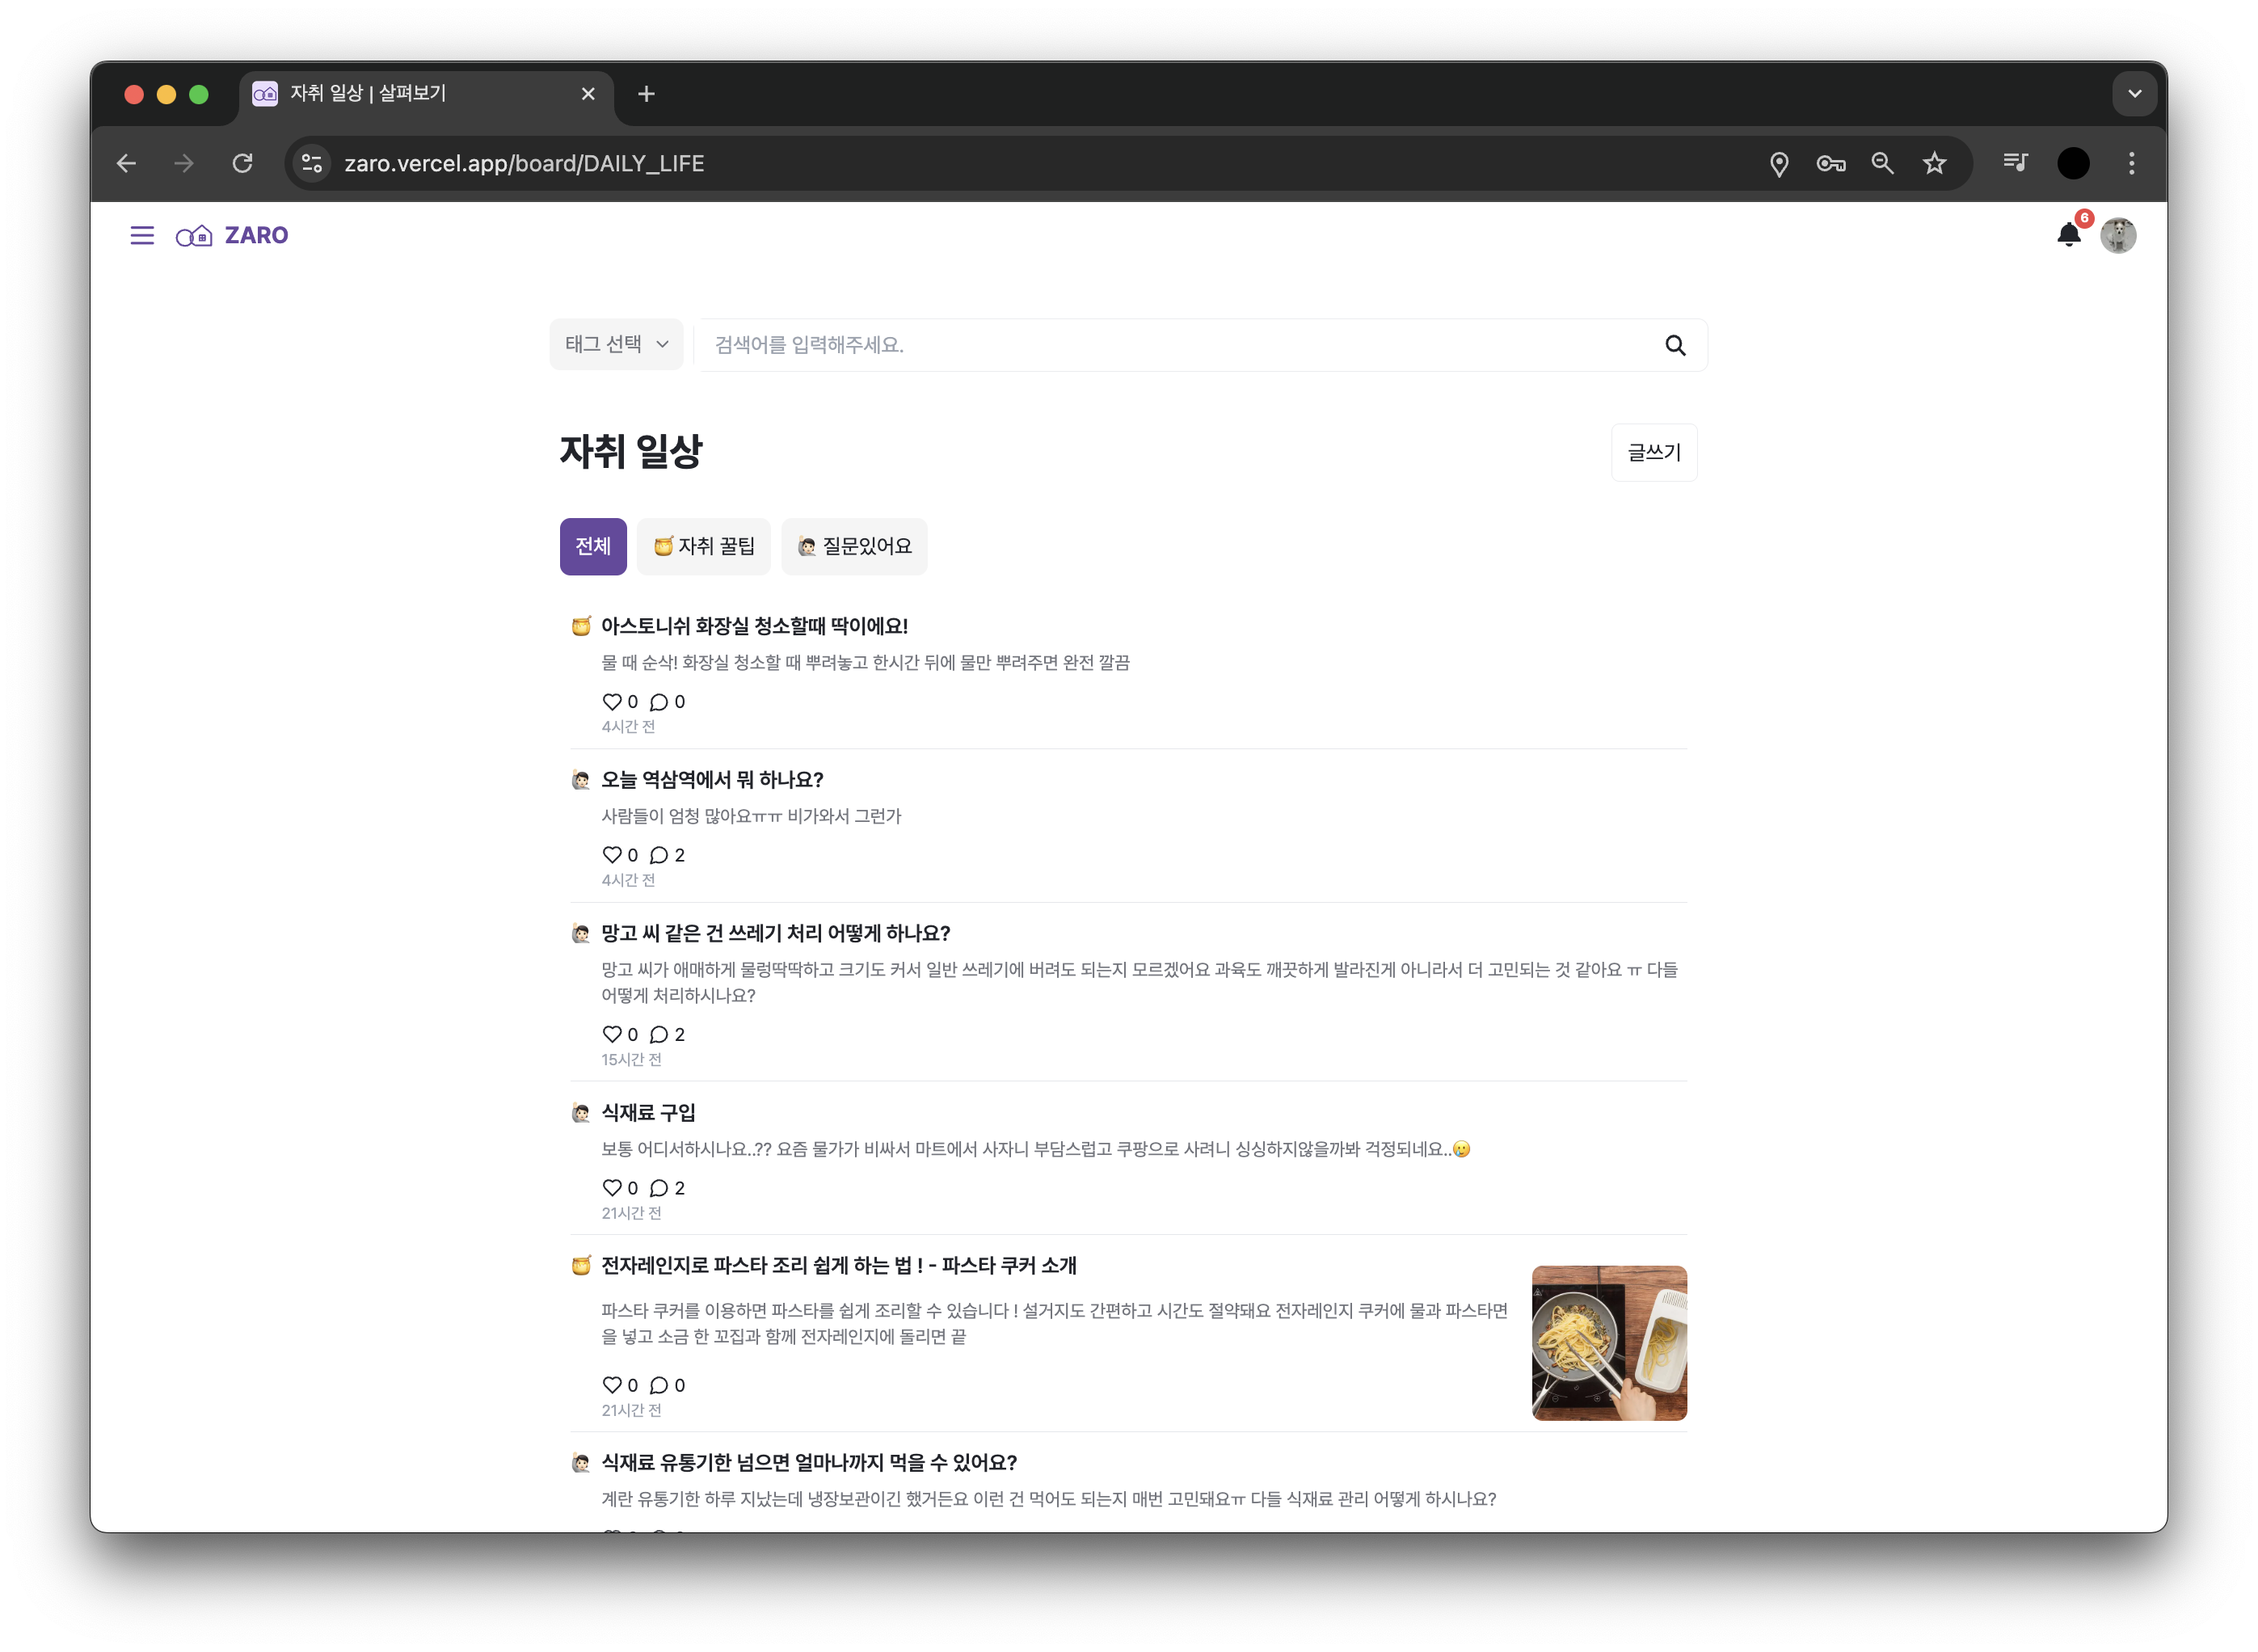 자취 일상 | 살펴보기
zaro.vercel.app/board/DAILY_LIFE
ZARO
6
태그 선택
검색어를 입력해주세요.
자취 일상
글쓰기
전체
🍯 자취 꿀팁
🙋🏻 질문있어요
🍯 아스토니쉬 화장실 청소할때 딱이에요!
물 때 순삭! 화장실 청소할 때 뿌려놓고 한시간 뒤에 물만 뿌려주면 완전 깔끔
0 0
4시간 전
🙋🏻 오늘 역삼역에서 뭐 하나요?
사람들이 엄청 많아요ㅠㅠ 비가와서 그런가
0 2
4시간 전
🙋🏻 망고 씨 같은 건 쓰레기 처리 어떻게 하나요?
망고 씨가 애매하게 물렁딱딱하고 크기도 커서 일반 쓰레기에 버려도 되는지 모르겠어요 과육도 깨끗하게 발라진게 아니라서 더 고민되는 것 같아요 ㅠ 다들
어떻게 처리하시나요?
0 2
15시간 전
🙋🏻 식재료 구입
보통 어디서하시나요..?? 요즘 물가가 비싸서 마트에서 사자니 부담스럽고 쿠팡으로 사려니 싱싱하지않을까봐 걱정되네요..🥲
0 2
21시간 전
🍯 전자레인지로 파스타 조리 쉽게 하는 법 ! - 파스타 쿠커 소개
파스타 쿠커를 이용하면 파스타를 쉽게 조리할 수 있습니다 ! 설거지도 간편하고 시간도 절약돼요 전자레인지 쿠커에 물과 파스타면
을 넣고 소금 한 꼬집과 함께 전자레인지에 돌리면 끝
0 0
21시간 전
🙋🏻 식재료 유통기한 넘으면 얼마나까지 먹을 수 있어요?
계란 유통기한 하루 지났는데 냉장보관이긴 했거든요 이런 건 먹어도 되는지 매번 고민돼요ㅠ 다들 식재료 관리 어떻게 하시나요?